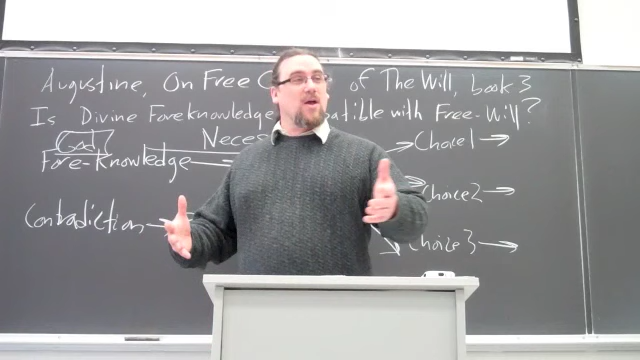 Augustine, On Free C of The Will, book 3
Is Divine Foreknowledge patible with Free-Will?
God Neces Choice 1
Fore-Knowledge
Choice 2
Contradiction
Choice 3